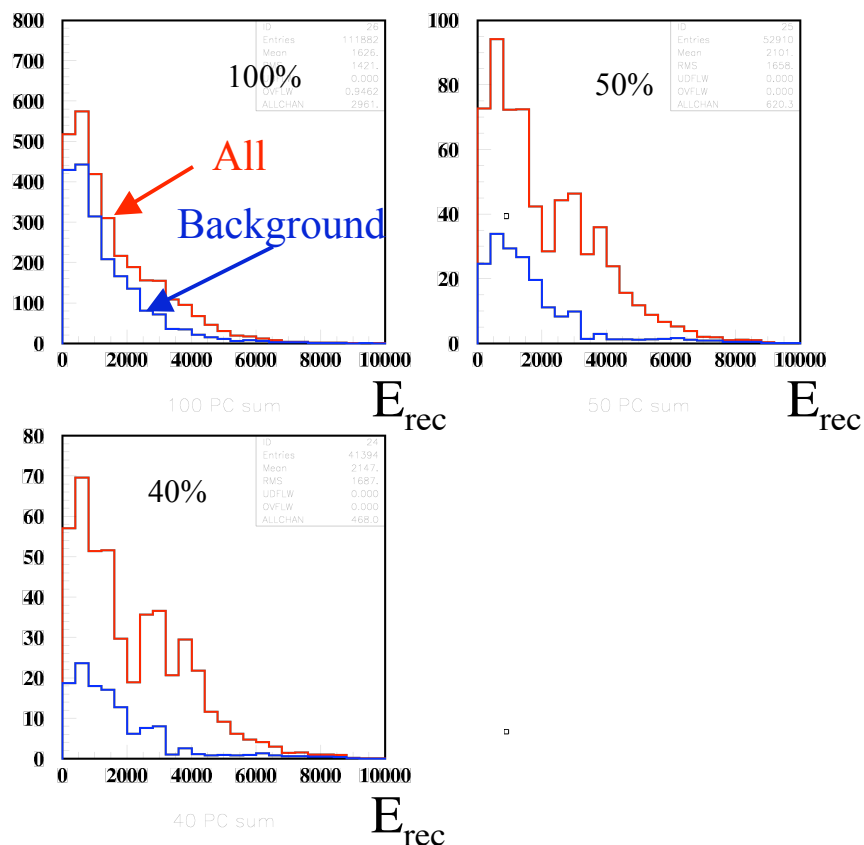 800
700
600
500
400
300
200
100
0
0 2000 4000 6000 8000 10000
ID 26
Entries 111882
Mean 1626.
RMS 1421.
0.000
OVFLW 0.9462
ALLCHAN 2961.
100%
All
Background
100 PC sum
E_rec
100
80
60
40
20
0
0 2000 4000 6000 8000 10000
ID 25
Entries 52910
Mean 2101.
RMS 1658.
UDFLW 0.000
OVFLW 0.000
ALLCHAN 620.3
50%
50 PC sum
E_rec
80
70
60
50
40
30
20
10
0
0 2000 4000 6000 8000 10000
ID 24
Entries 41394
Mean 2147.
RMS 1687.
UDFLW 0.000
OVFLW 0.000
ALLCHAN 468.0
40%
40 PC sum
E_rec